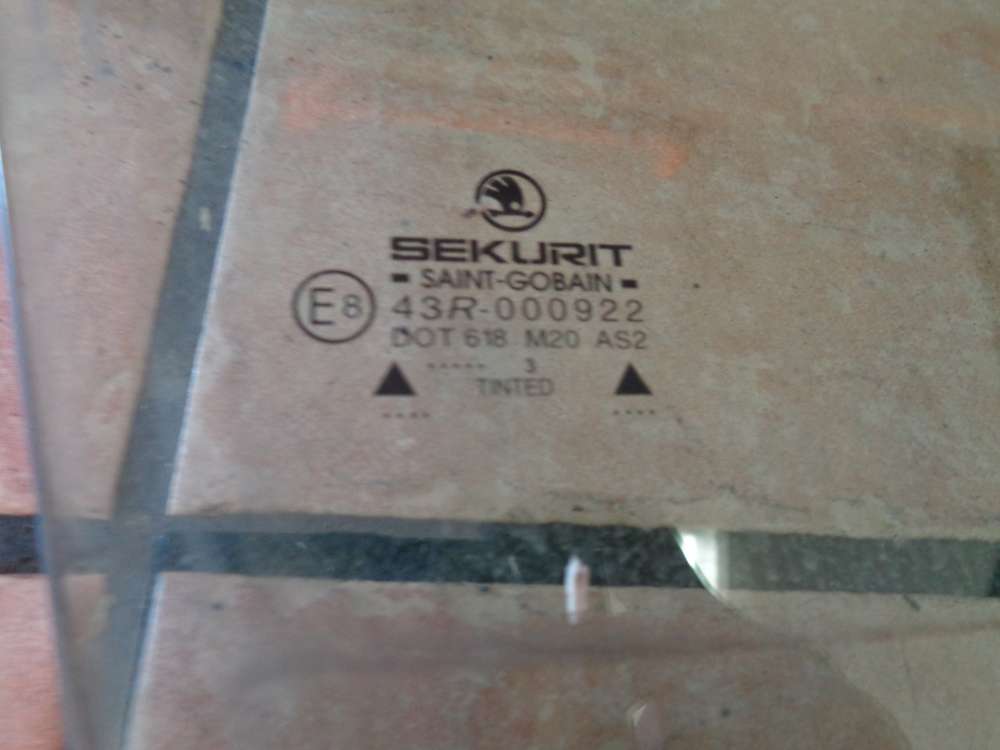 SEKURIT
- SAINT-GOBAIN -
E8
43R-000922
DOT 618 M20 AS2
..... 3
TINTED
.... ....